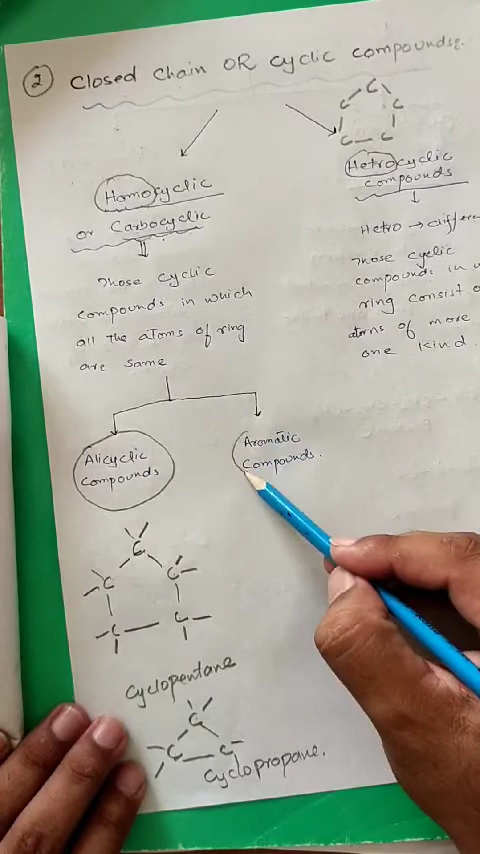 2 Closed Chain OR Cyclic compounds:
C
C C
C C
Homocyclic
or Carbocyclic
Those cyclic
compounds in which
all the atoms of ring
are same
Hetrocyclic
compounds
Hetro → differe
Those cyclic
compounds in w
ring consist o
atoms of more
one kind.
Alicyclic
Compounds
Aromatic
Compounds.
C
C C
C C
Cyclopentane
C
C C
Cyclopropane.